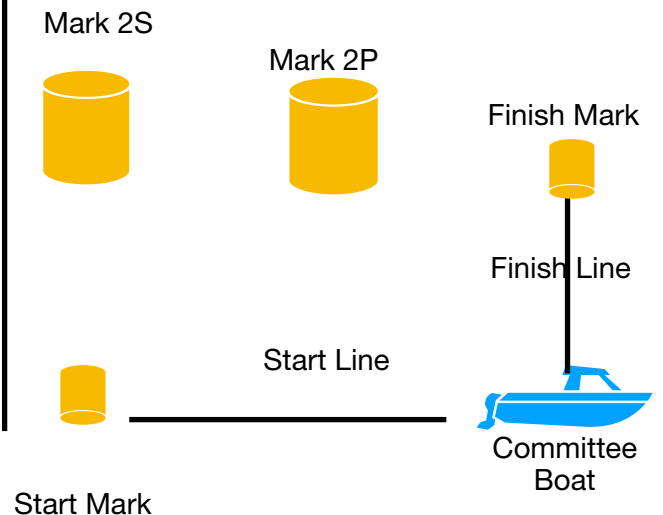 Mark 2S
Mark 2P
Finish Mark
Finish Line
Start Line
Committee
Boat
Start Mark